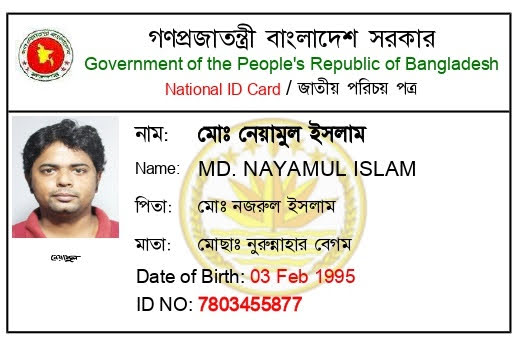 গণপ্রজাতন্ত্রী বাংলাদেশ সরকার
Government of the People's Republic of Bangladesh
National ID Card / জাতীয় পরিচয় পত্র
নাম: মোঃ নেয়ামুল ইসলাম
Name: MD. NAYAMUL ISLAM
পিতা: মোঃ নজরুল ইসলাম
মাতা: মোছাঃ নুরুন্নাহার বেগম
Date of Birth: 03 Feb 1995
ID NO: 7803455877